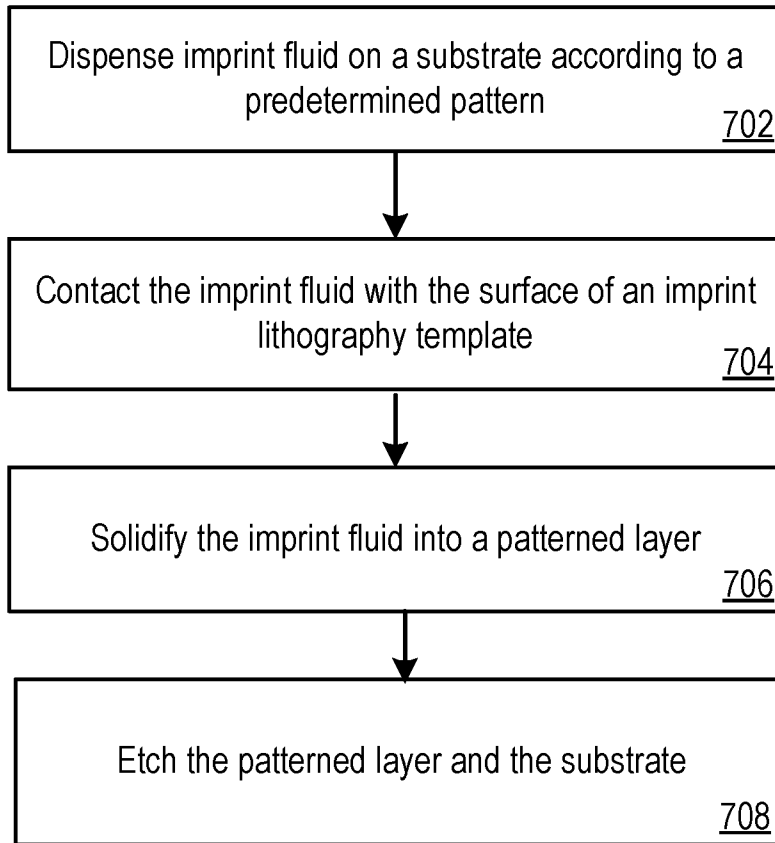 Dispense imprint fluid on a substrate according to a
predetermined pattern
702
Contact the imprint fluid with the surface of an imprint
lithography template
704
Solidify the imprint fluid into a patterned layer
706
Etch the patterned layer and the substrate
708